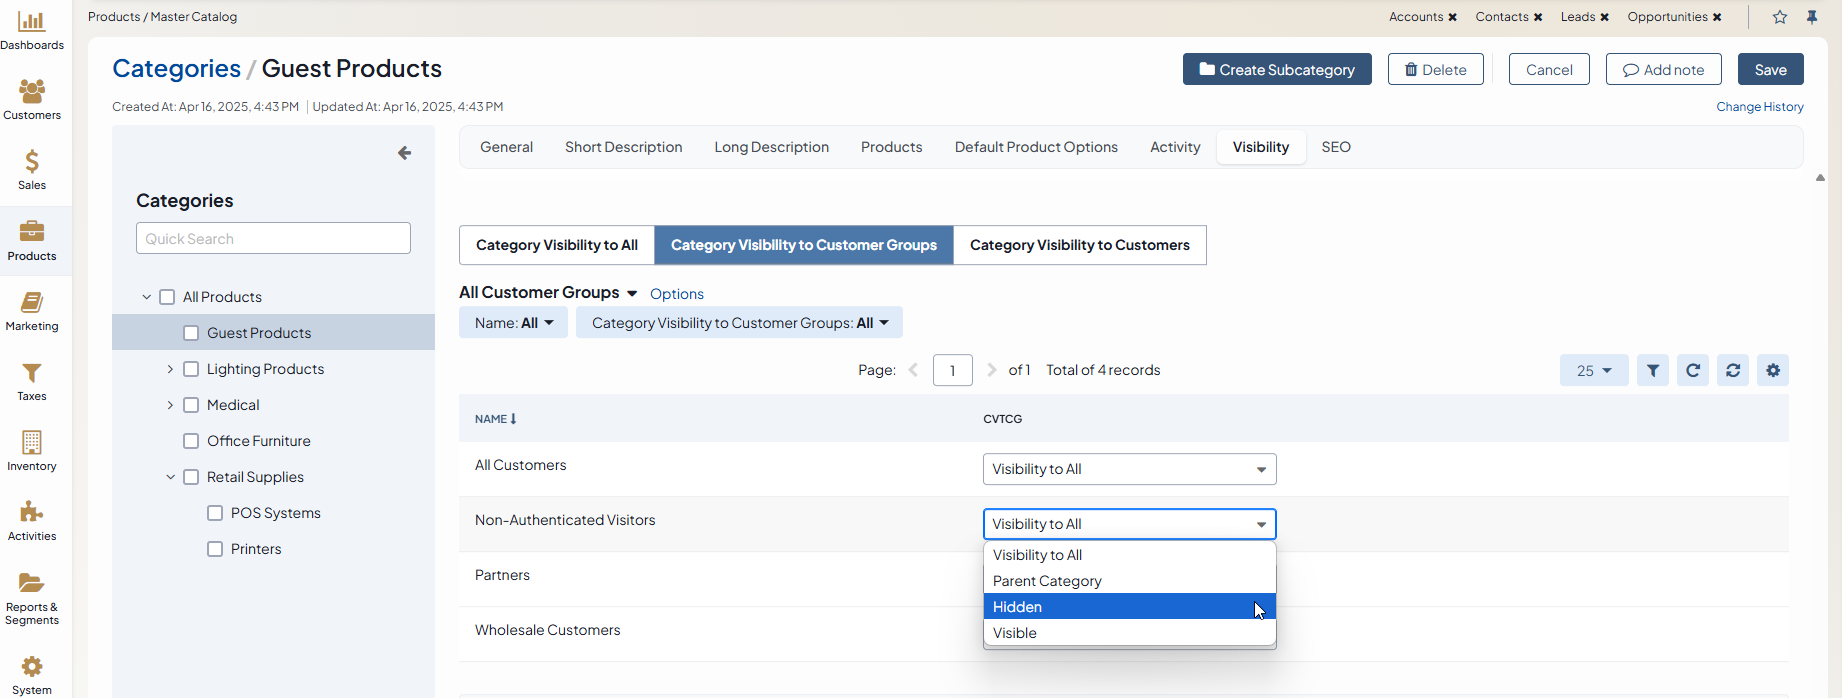 Products / Master Catalog
Accounts ✖ Contacts ✖ Leads ✖ Opportunities ✖
Dashboards
Customers
Sales
Products
Marketing
Taxes
Inventory
Activities
Reports &
Segments
System
Categories / Guest Products
Create Subcategory Delete Cancel Add note Save
Created At: Apr 16, 2025, 4:43 PM | Updated At: Apr 16, 2025, 4:43 PM
Change History
Categories
Quick Search
All Products
Guest Products
Lighting Products
Medical
Office Furniture
Retail Supplies
POS Systems
Printers
General Short Description Long Description Products Default Product Options Activity Visibility SEO
Category Visibility to All Category Visibility to Customer Groups Category Visibility to Customers
All Customer Groups Options
Name: All Category Visibility to Customer Groups: All
Page: 1 of 1 Total of 4 records 25
NAME CVTCG
All Customers Visibility to All
Non-Authenticated Visitors Visibility to All
Visibility to All
Parent Category
Hidden
Visible
Partners
Wholesale Customers